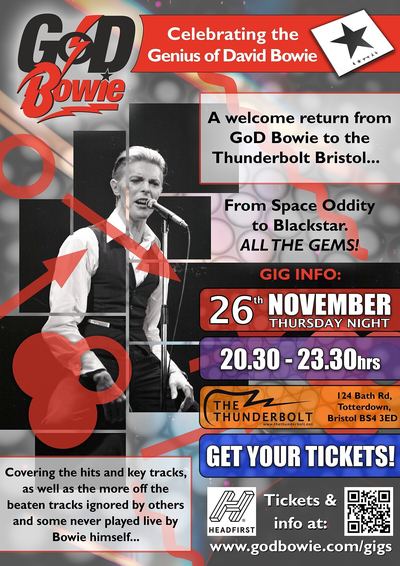 GoD
Bowie
Celebrating the
Genius of David Bowie
A welcome return from
GoD Bowie to the
Thunderbolt Bristol...
From Space Oddity
to Blackstar.
ALL THE GEMS!
GIG INFO:
26th NOVEMBER
THURSDAY NIGHT
20.30 - 23.30hrs
THE
THUNDERBOLT
www.thethunderbolt.net
124 Bath Rd,
Totterdown,
Bristol BS4 3ED
GET YOUR TICKETS!
Covering the hits and key tracks,
as well as the more off the
beaten tracks ignored by others
and some never played live by
Bowie himself...
HEADFIRST
Tickets &
info at:
www.godbowie.com/gigs